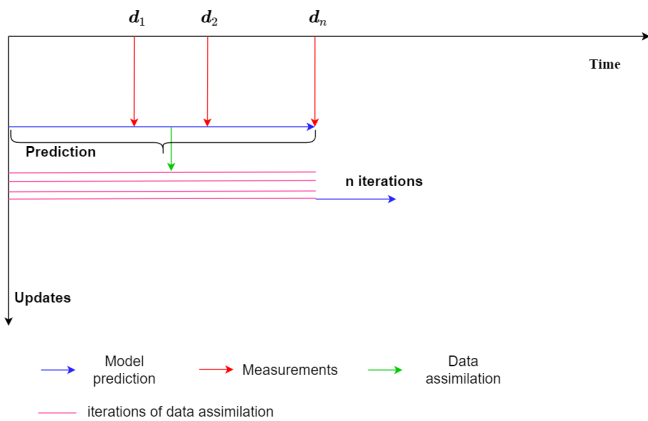 d₁ d₂ dₙ
Time
Prediction
n iterations
Updates
Model
prediction
Measurements
Data
assimilation
iterations of data assimilation